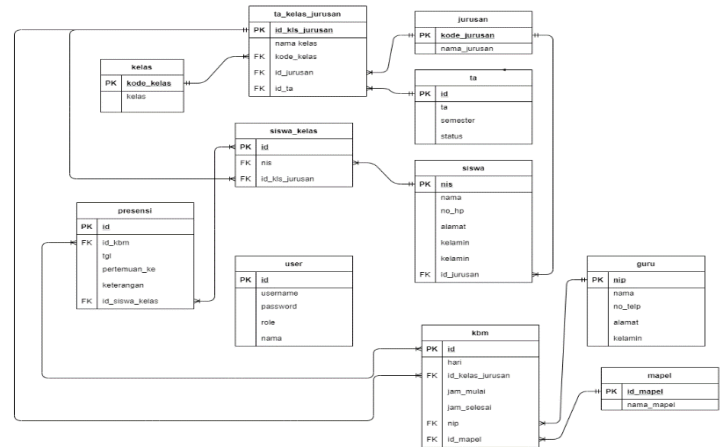 ta_kelas_jurusan
PK id_kls_jurusan
nama kelas
FK kode_kelas
FK id_jurusan
FK id_ta
jurusan
PK kode_jurusan
nama_jurusan
kelas
PK kode_kelas
kelas
ta
PK id
ta
semester
status
siswa_kelas
PK id
FK nis
FK id_kls_jurusan
siswa
PK nis
nama
no_hp
alamat
kelamin
kelamin
FK id_jurusan
presensi
PK id
FK id_kbm
tgl
pertemuan_ke
keterangan
FK id_siswa_kelas
user
PK id
username
password
role
nama
guru
PK nip
nama
no_telp
alamat
kelamin
kbm
PK id
hari
FK id_kelas_jurusan
jam_mulai
jam_selesai
FK nip
FK id_mapel
mapel
PK id_mapel
nama_mapel